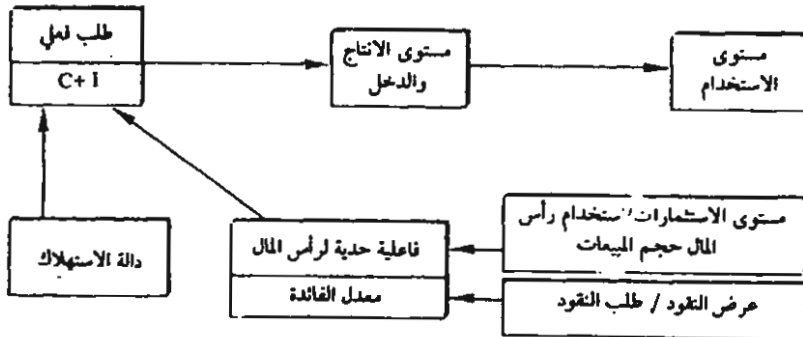 طلب فعلي
C+ I
مستوى الانتاج
والدخل
مستوى
الاستخدام
دالة الاستهلاك
فاعلية حدية لرأس المال
معدل الفائدة
مستوى الاستثمارات استخدام رأس
المال حجم المبيعات
عرض النقود / طلب النقود